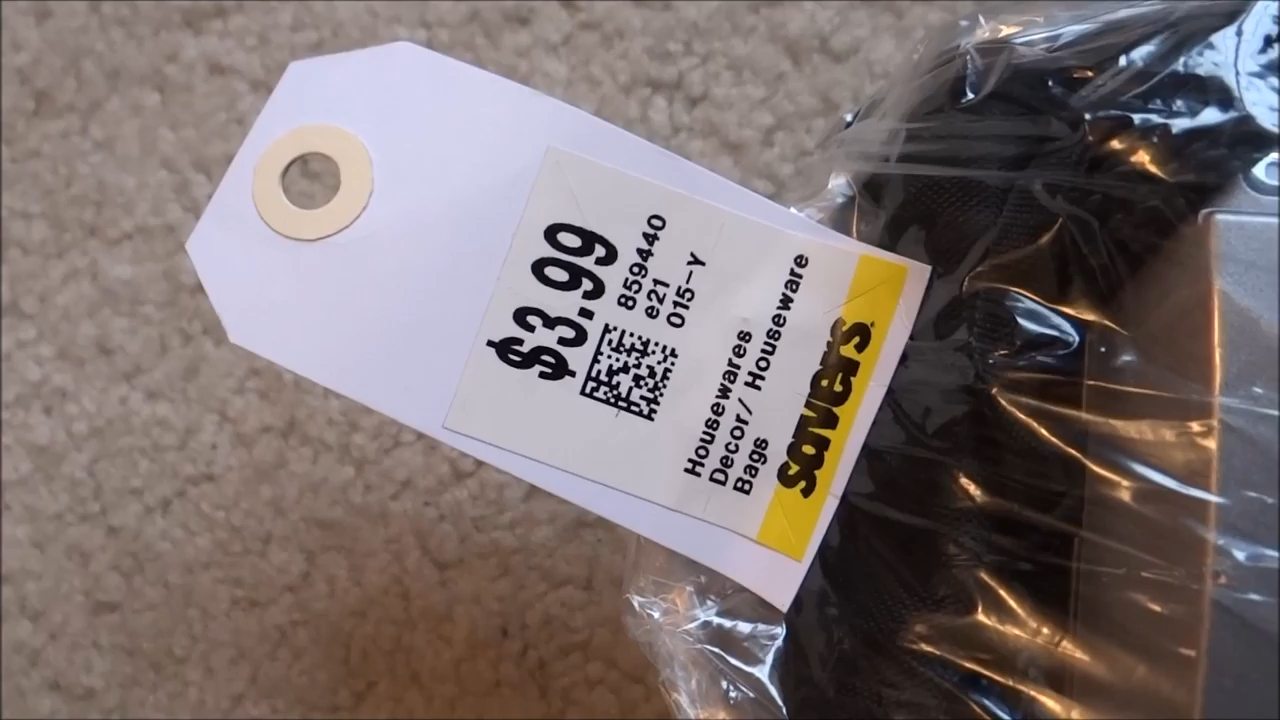 $3.99
859440
e21
015-Y
Housewares
Decor/ Houseware
Bags
savers